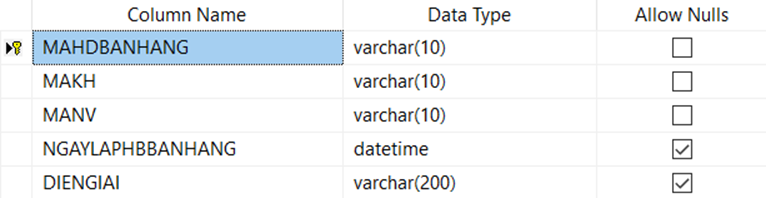 Column Name Data Type Allow Nulls
MAHDBANHANG varchar(10)
MAKH varchar(10)
MANV varchar(10)
NGAYLAPHBBANHANG datetime
DIENGIAI varchar(200)